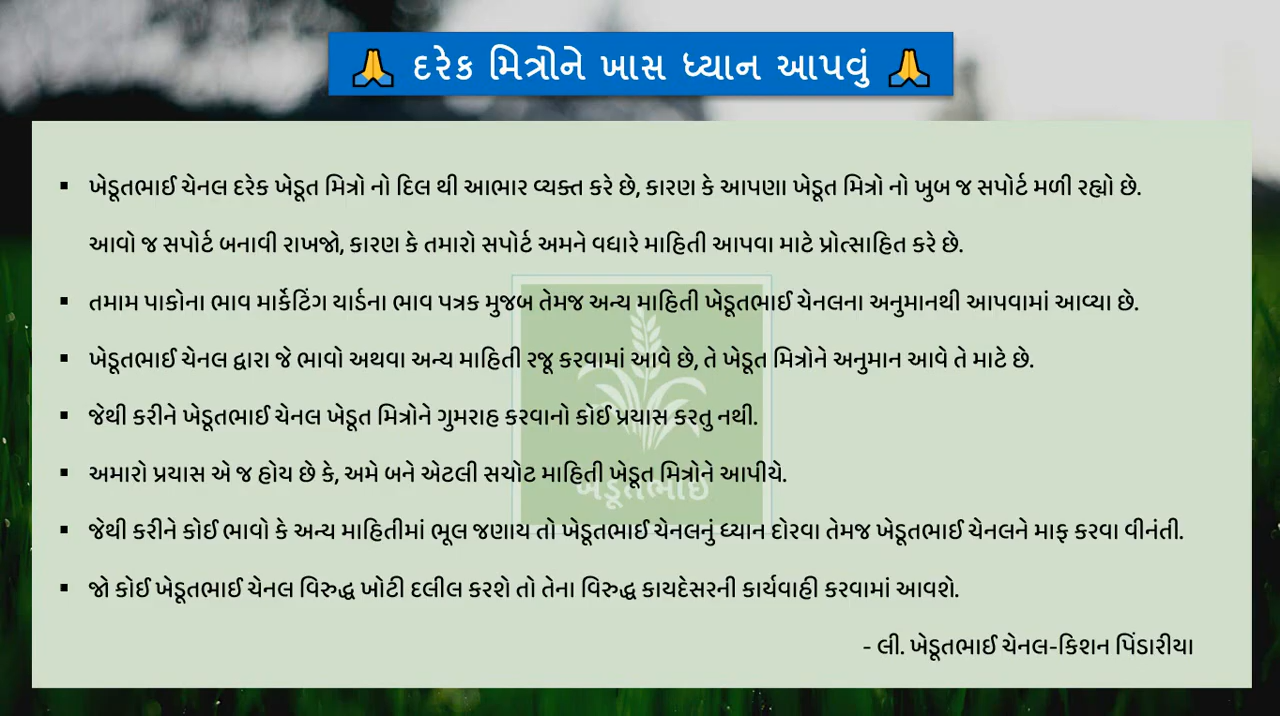 🙏 દરેક મિત્રોને ખાસ ધ્યાન આપવું 🙏
▪ ખેડૂતભાઈ ચેનલ દરેક ખેડૂત મિત્રો નો દિલ થી આભાર વ્યક્ત કરે છે, કારણ કે આપણા ખેડૂત મિત્રો નો ખુબ જ સપોર્ટ મળી રહ્યો છે.
આવો જ સપોર્ટ બનાવી રાખજો, કારણ કે તમારો સપોર્ટ અમને વધારે માહિતી આપવા માટે પ્રોત્સાહિત કરે છે.
▪ તમામ પાકોના ભાવ માર્કેટિંગ યાર્ડના ભાવ પત્રક મુજબ તેમજ અન્ય માહિતી ખેડૂતભાઈ ચેનલના અનુમાનથી આપવામાં આવ્યા છે.
▪ ખેડૂતભાઈ ચેનલ દ્વારા જે ભાવો અથવા અન્ય માહિતી રજૂ કરવામાં આવે છે, તે ખેડૂત મિત્રોને અનુમાન આવે તે માટે છે.
▪ જેથી કરીને ખેડૂતભાઈ ચેનલ ખેડૂત મિત્રોને ગુમરાહ કરવાનો કોઈ પ્રયાસ કરતુ નથી.
▪ અમારો પ્રયાસ એ જ હોય છે કે, અમે બને એટલી સચોટ માહિતી ખેડૂત મિત્રોને આપીયે.
ખેડૂતભાઈ
▪ જેથી કરીને કોઈ ભાવો કે અન્ય માહિતીમાં ભૂલ જણાય તો ખેડૂતભાઈ ચેનલનું ધ્યાન દોરવા તેમજ ખેડૂતભાઈ ચેનલને માફ કરવા વીનંતી.
▪ જો કોઈ ખેડૂતભાઈ ચેનલ વિરુદ્ધ ખોટી દલીલ કરશે તો તેના વિરુદ્ધ કાયદેસરની કાર્યવાહી કરવામાં આવશે.
- લી. ખેડૂતભાઈ ચેનલ-કિશન પિંડારીયા